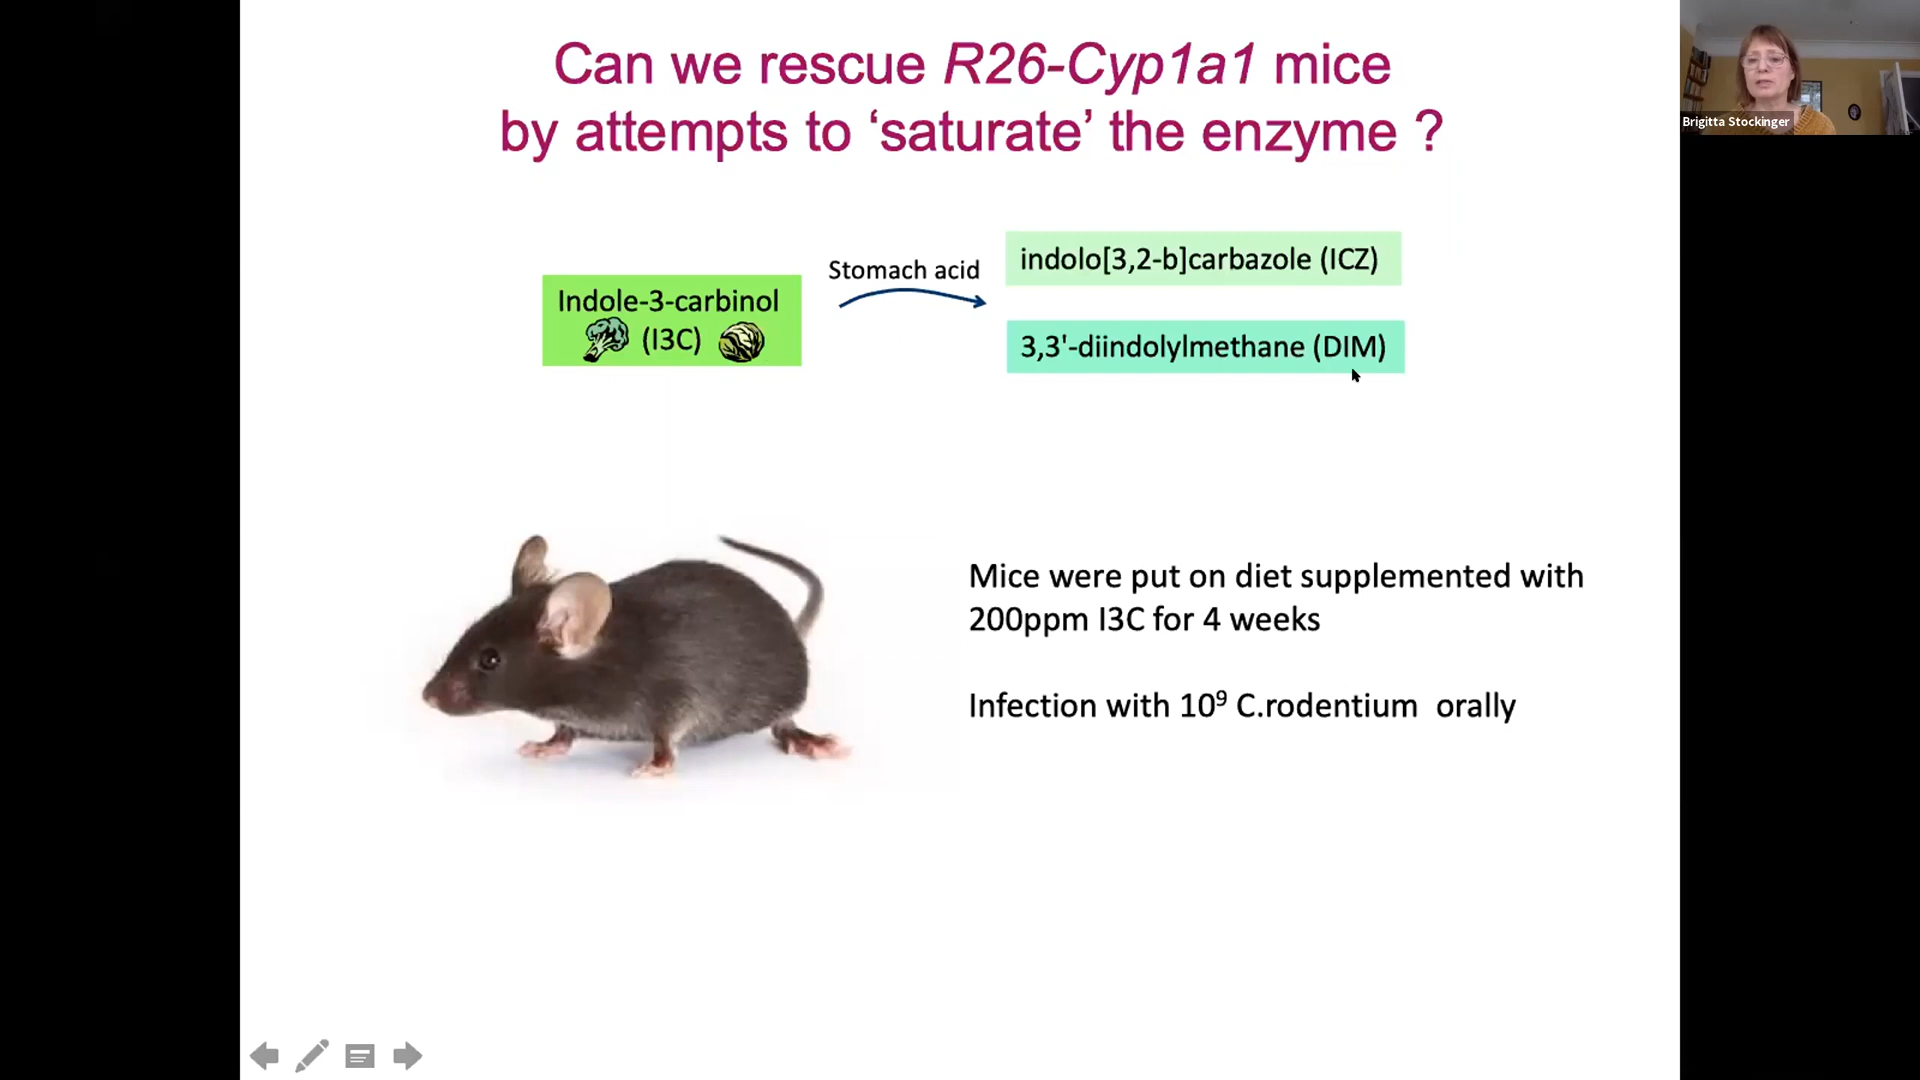 Can we rescue R26-Cyp1a1 mice
by attempts to ‘saturate’ the enzyme ?
Brigitta Stockinger
Indole-3-carbinol
(I3C)
Stomach acid
indolo[3,2-b]carbazole (ICZ)
3,3'-diindolylmethane (DIM)
Mice were put on diet supplemented with
200ppm I3C for 4 weeks
Infection with 10⁹ C.rodentium  orally